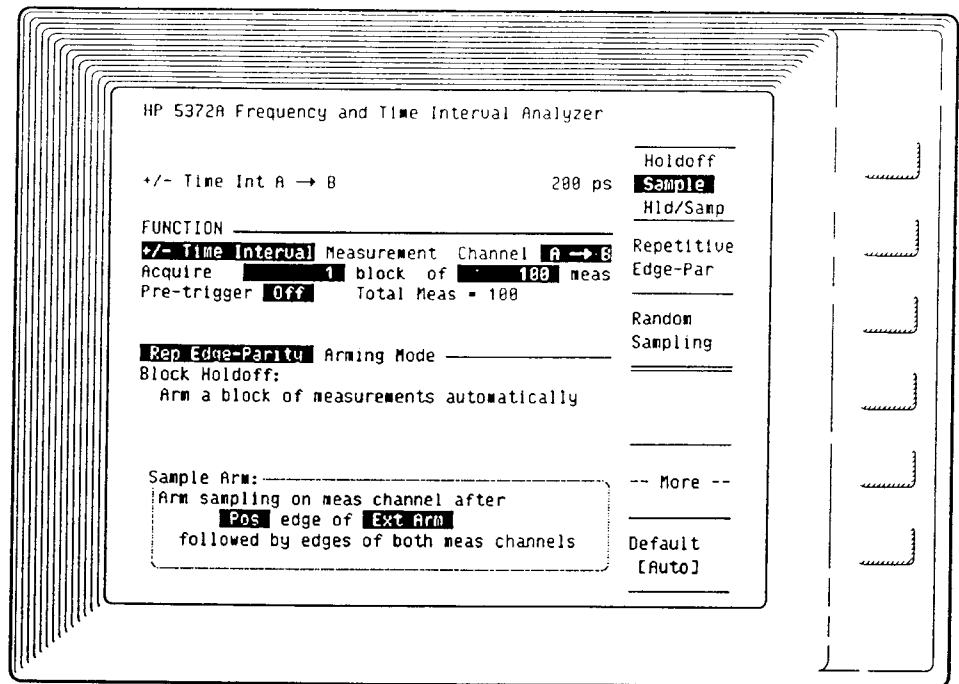 HP 5372A Frequency and Time Interval Analyzer
+/- Time Int A → B 200 ps
FUNCTION
+/- Time Interval Measurement Channel A → B
Acquire 1 block of 100 meas
Pre-trigger Off Total Meas = 100
Rep Edge-Parity Arming Mode
Block Holdoff:
Arm a block of measurements automatically
Sample Arm:
Arm sampling on meas channel after
Pos edge of Ext Arm
followed by edges of both meas channels
Holdoff
Sample
Hld/Samp
Repetitive
Edge-Par
Random
Sampling
-- More --
Default
[Auto]